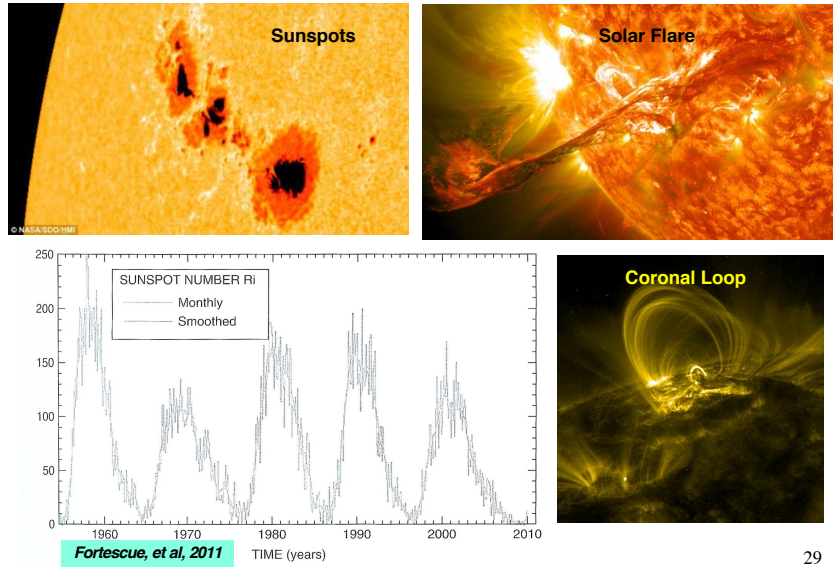 Sunspots
Solar Flare
© NASA/SDO/HMI
SUNSPOT NUMBER Ri
Monthly
Smoothed
250
200
150
100
50
0
1960
1970
1980
1990
2000
2010
TIME (years)
Coronal Loop
Fortescue, et al, 2011
29